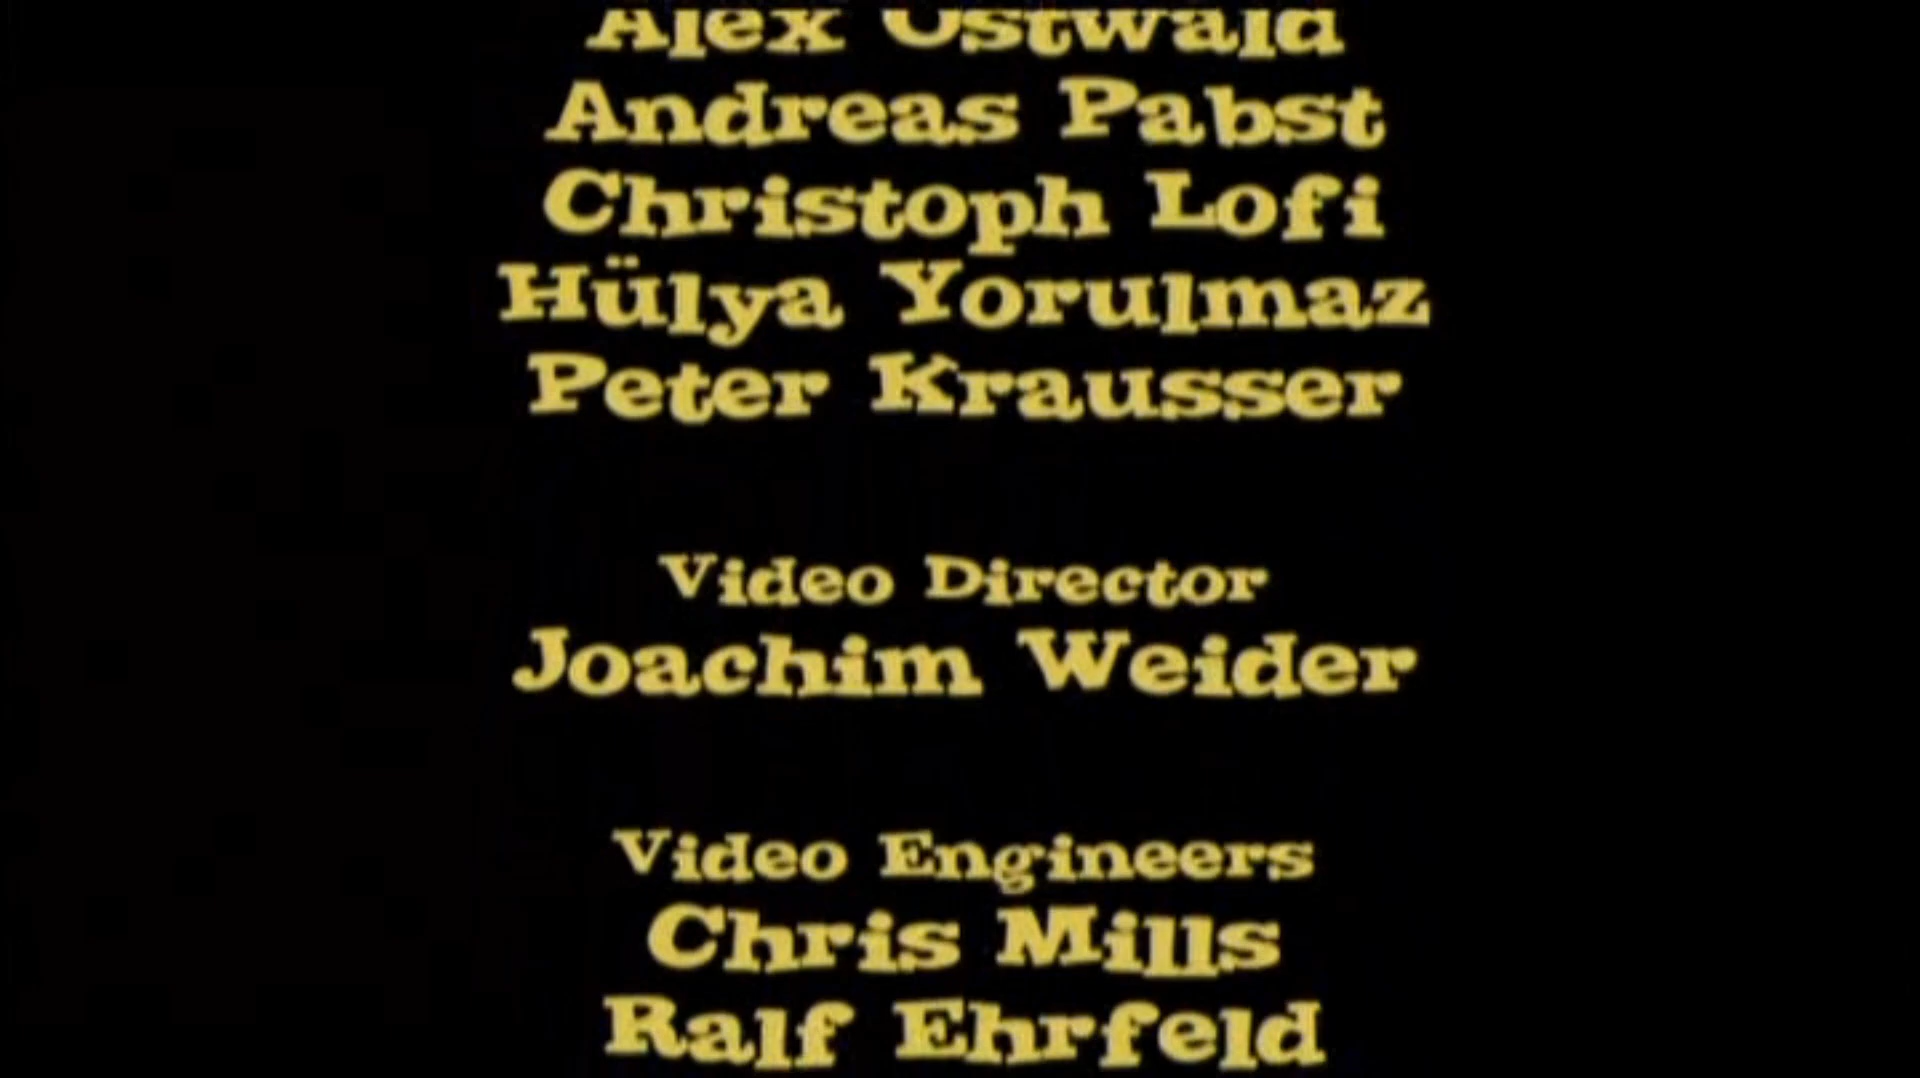 Alex Ostwald
Andreas Pabst
Christoph Lofi
Hülya Yorulmaz
Peter Krausser
Video Director
Joachim Weider
Video Engineers
Chris Mills
Ralf Ehrfeld